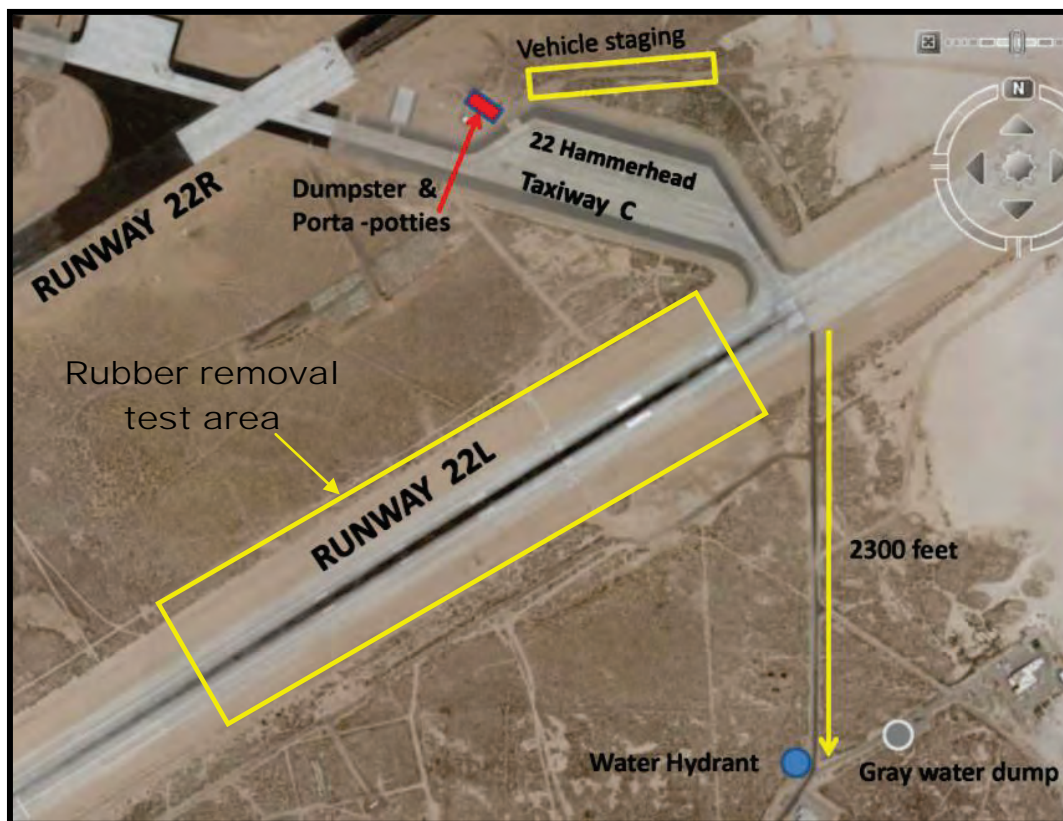 Vehicle staging
N
22 Hammerhead
Taxiway C
Dumpster &
Porta -potties
RUNWAY 22R
Rubber removal
test area
RUNWAY 22L
2300 feet
Water Hydrant
Gray water dump